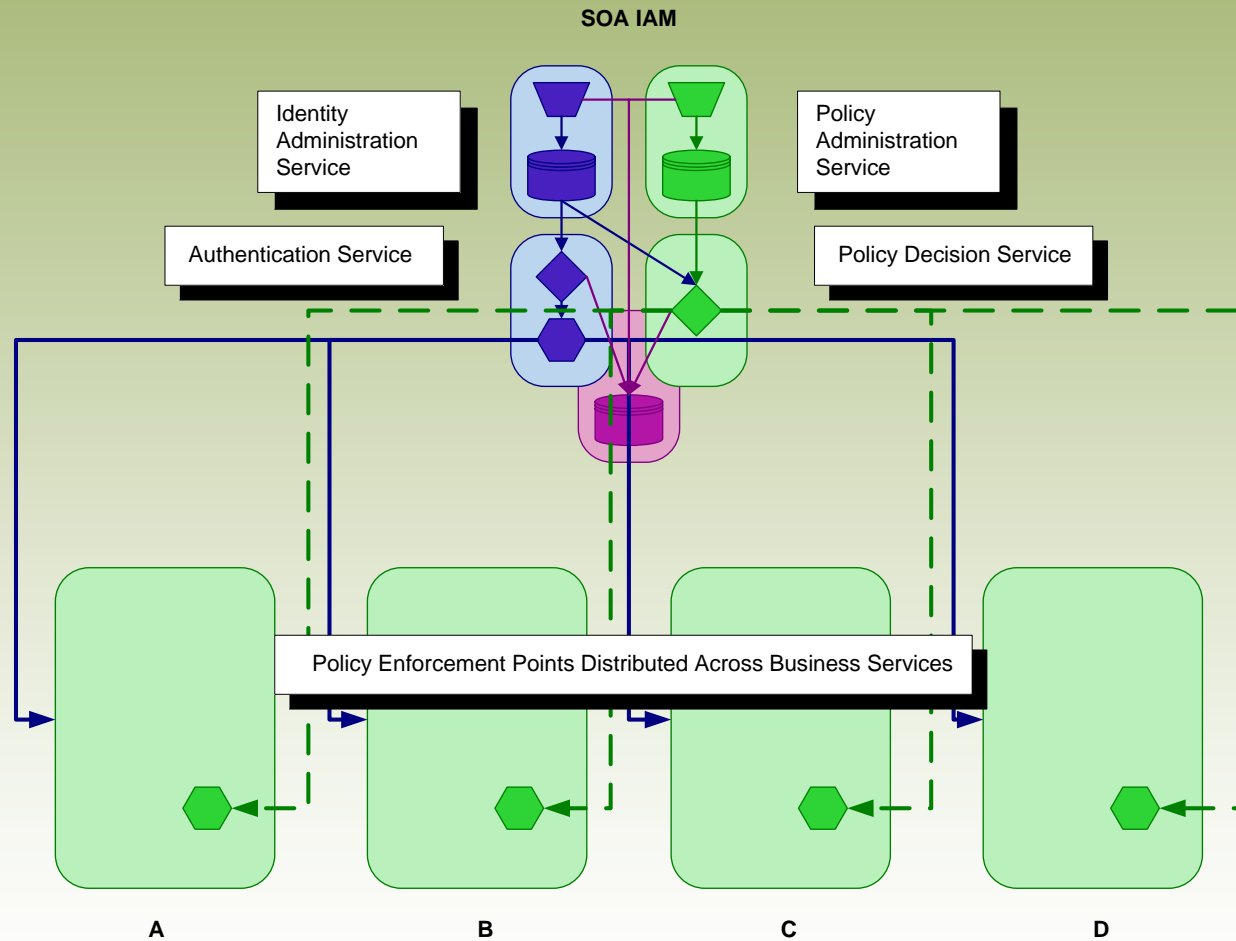 SOA IAM
Identity
Administration
Service
Policy
Administration
Service
Authentication Service
Policy Decision Service
Policy Enforcement Points Distributed Across Business Services
A
B
C
D